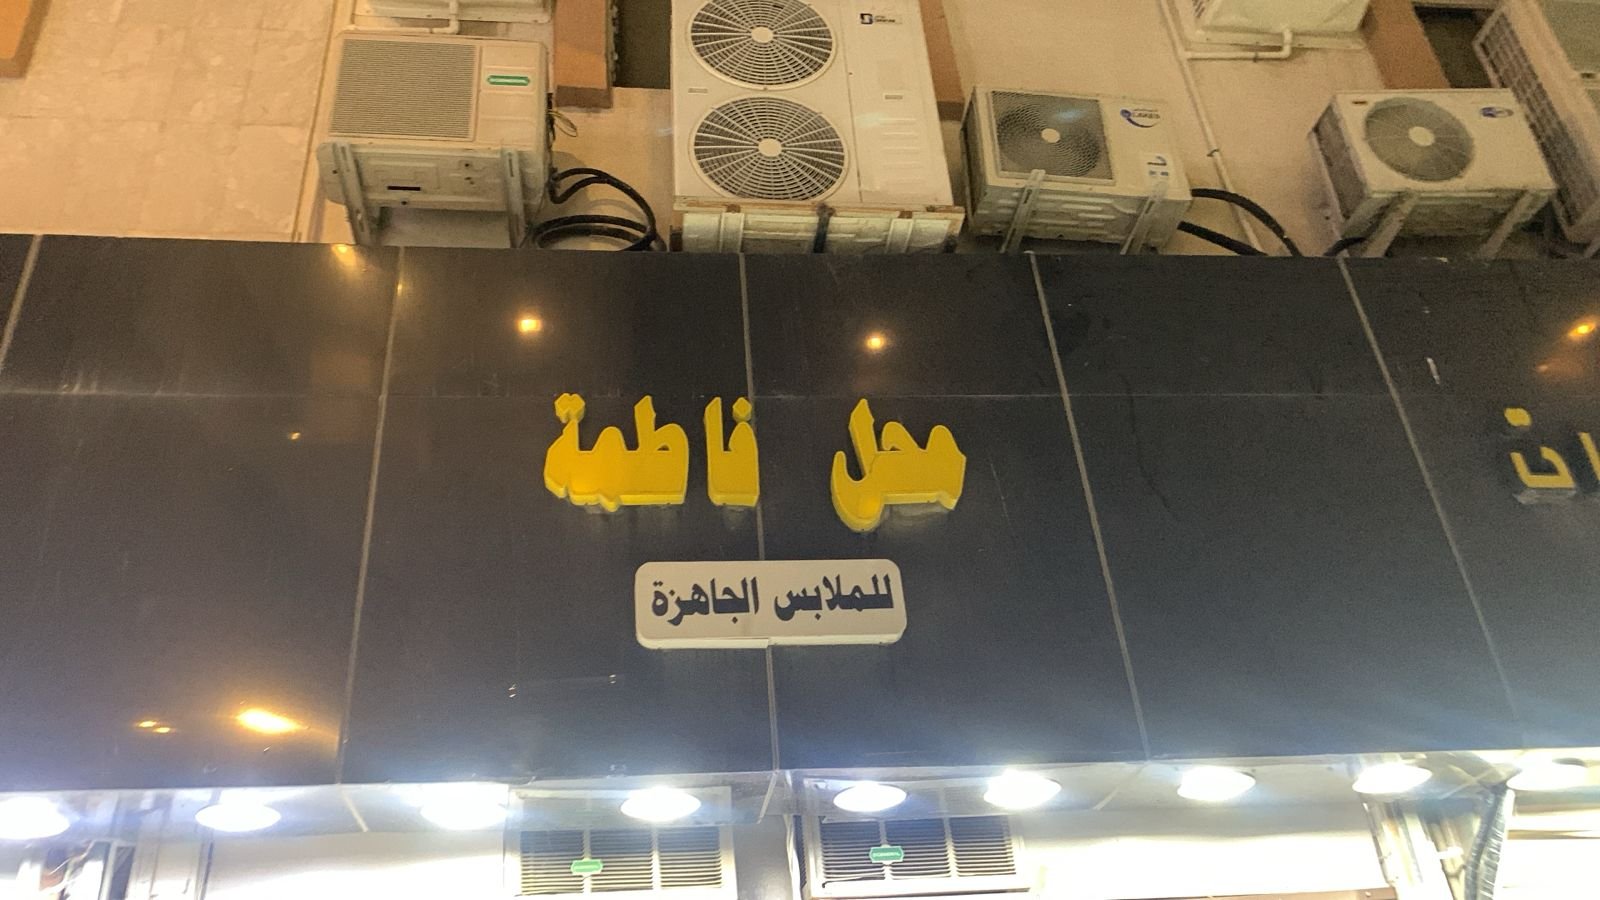 محل فاطمة
للملابس الجاهزة